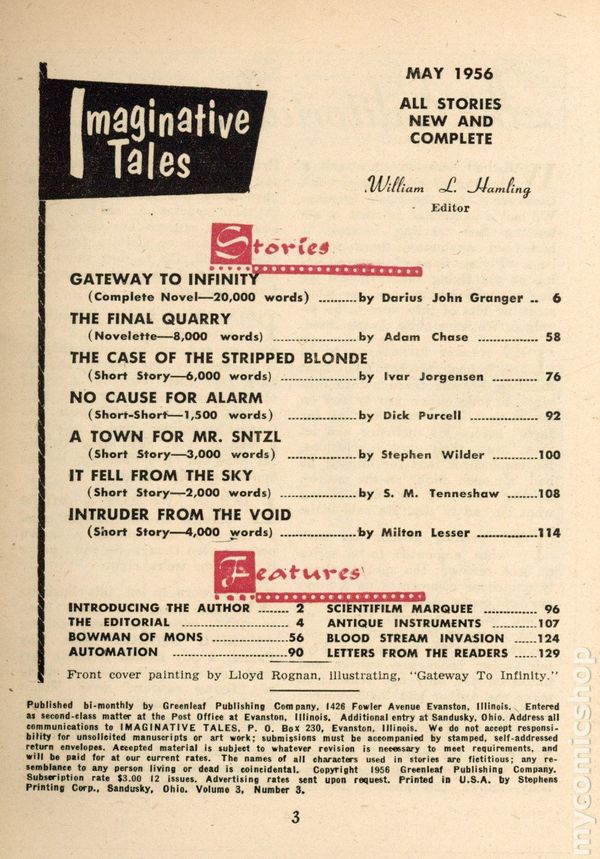 Imaginative
Tales
MAY 1956
ALL STORIES
NEW AND
COMPLETE
William L. Hamling
Editor
Stories
GATEWAY TO INFINITY
(Complete Novel—20,000 words) ..........by Darius John Granger .. 6
THE FINAL QUARRY
(Novelette—8,000 words) ..........................by Adam Chase ................ 58
THE CASE OF THE STRIPPED BLONDE
(Short Story—6,000 words) ......................by Ivar Jorgensen ............. 76
NO CAUSE FOR ALARM
(Short-Short—1,500 words) ......................by Dick Purcell ................. 92
A TOWN FOR MR. SNTZL
(Short Story—3,000 words) ......................by Stephen Wilder ...........100
IT FELL FROM THE SKY
(Short Story—2,000 words) ......................by S. M. Tenneshaw ........108
INTRUDER FROM THE VOID
(Short Story—4,000 words) ......................by Milton Lesser ................114
Features
INTRODUCING THE AUTHOR ........ 2
THE EDITORIAL ............................ 4
BOWMAN OF MONS .....................56
AUTOMATION ..............................90
SCIENTIFILM MARQUEE .............. 96
ANTIQUE INSTRUMENTS ............107
BLOOD STREAM INVASION ......124
LETTERS FROM THE READERS ......129
Front cover painting by Lloyd Rognan, illustrating, "Gateway To Infinity."
Published bi-monthly by Greenleaf Publishing Company, 1426 Fowler Avenue Evanston, Illinois. Entered
as second-class matter at the Post Office at Evanston, Illinois. Additional entry at Sandusky, Ohio. Address all
communications to IMAGINATIVE TALES, P. O. Box 230, Evanston, Illinois. We do not accept responsi-
bility for unsolicited manuscripts or art work; submissions must be accompanied by stamped, self-addressed
return envelopes. Accepted material is subject to whatever revision is necessary to meet requirements, and
will be paid for at our current rates. The names of all characters used in stories are fictitious; any re-
semblance to any person living or dead is coincidental. Copyright 1956 Greenleaf Publishing Company.
Subscription rate $3.00 12 issues. Advertising rates sent upon request. Printed in U.S.A. by Stephens
Printing Corp., Sandusky, Ohio. Volume 3, Number 3.
3
mycomicshop